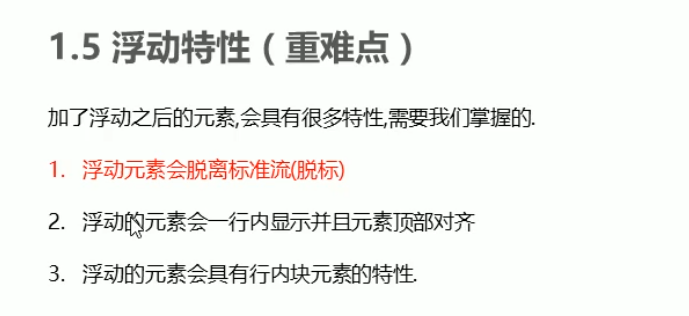 1.5 浮动特性（重难点）
加了浮动之后的元素,会具有很多特性,需要我们掌握的.
1. 浮动元素会脱离标准流(脱标)
2. 浮动的元素会一行内显示并且元素顶部对齐
3. 浮动的元素会具有行内块元素的特性.